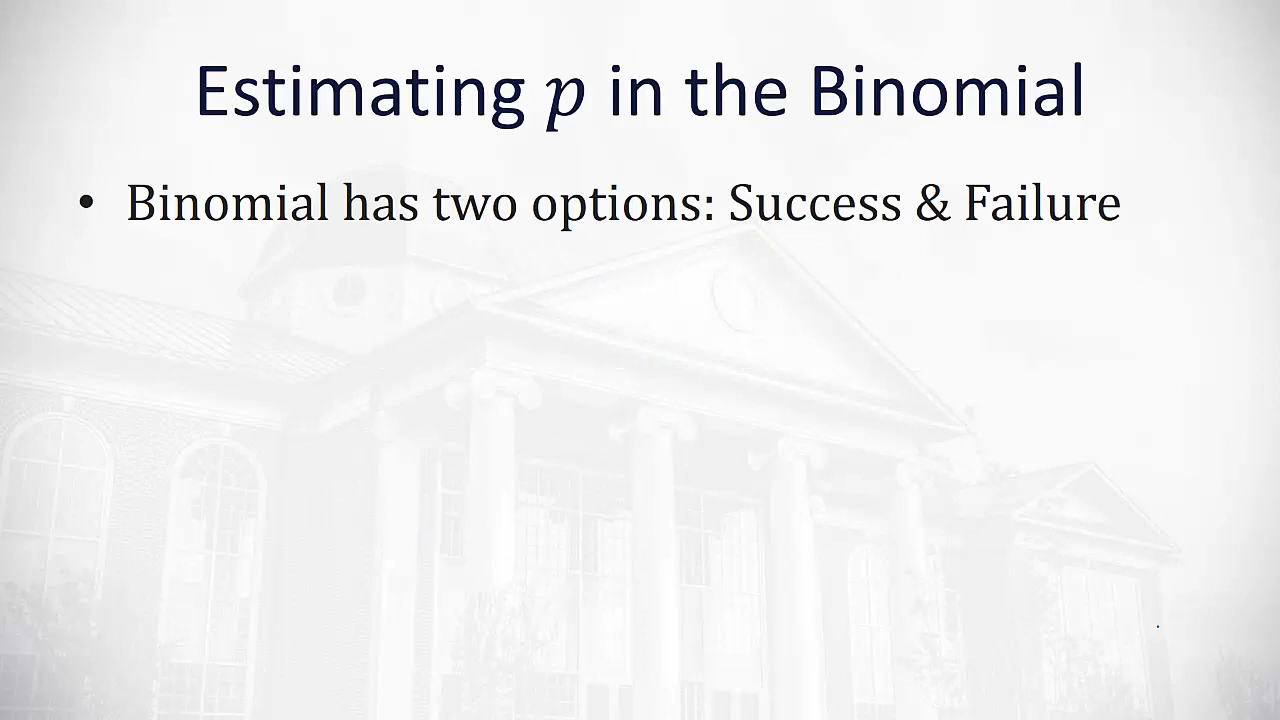 Estimating p in the Binomial
• Binomial has two options: Success & Failure